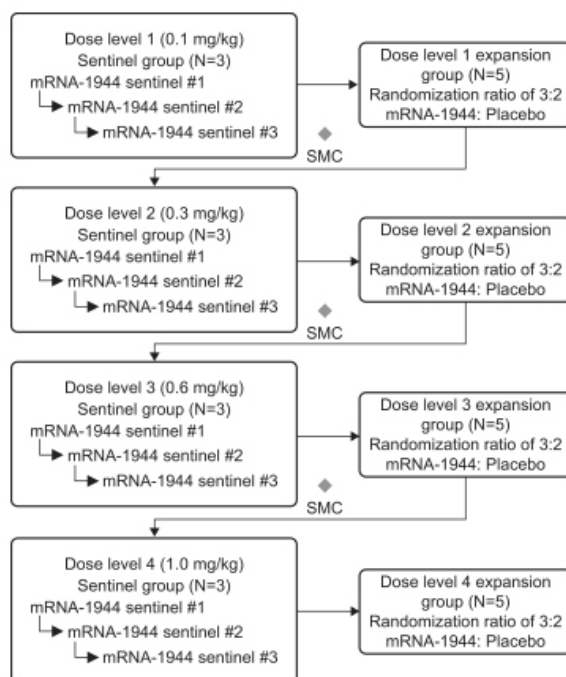 Dose level 1 (0.1 mg/kg)
Sentinel group (N=3)
mRNA-1944 sentinel #1
mRNA-1944 sentinel #2
mRNA-1944 sentinel #3
Dose level 1 expansion
group (N=5)
Randomization ratio of 3:2
mRNA-1944: Placebo
SMC
Dose level 2 (0.3 mg/kg)
Sentinel group (N=3)
mRNA-1944 sentinel #1
mRNA-1944 sentinel #2
mRNA-1944 sentinel #3
Dose level 2 expansion
group (N=5)
Randomization ratio of 3:2
mRNA-1944: Placebo
SMC
Dose level 3 (0.6 mg/kg)
Sentinel group (N=3)
mRNA-1944 sentinel #1
mRNA-1944 sentinel #2
mRNA-1944 sentinel #3
Dose level 3 expansion
group (N=5)
Randomization ratio of 3:2
mRNA-1944: Placebo
SMC
Dose level 4 (1.0 mg/kg)
Sentinel group (N=3)
mRNA-1944 sentinel #1
mRNA-1944 sentinel #2
mRNA-1944 sentinel #3
Dose level 4 expansion
group (N=5)
Randomization ratio of 3:2
mRNA-1944: Placebo